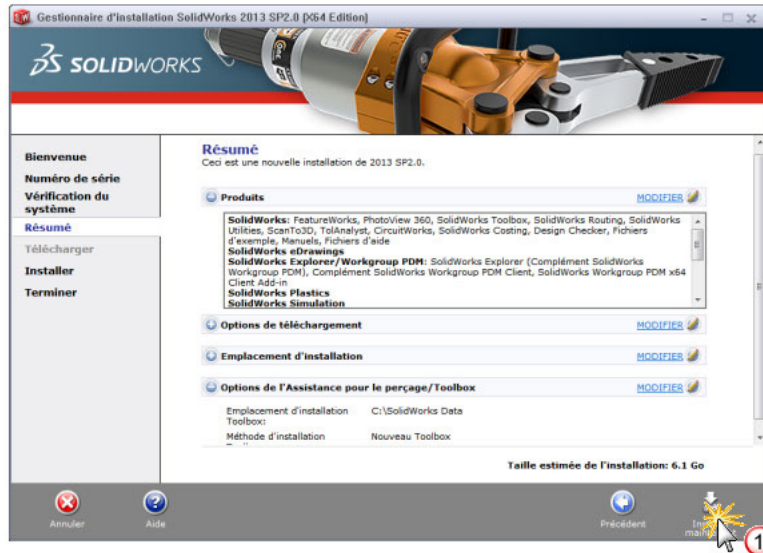 Gestionnaire d'installation SolidWorks 2013 SP2.0 (X64 Edition)
SOLIDWORKS
Bienvenue
Numéro de série
Vérification du
système
Résumé
Télécharger
Installer
Terminer
Résumé
Ceci est une nouvelle installation de 2013 SP2.0.
Produits MODIFIER
SolidWorks: FeatureWorks, PhotoView 360, SolidWorks Toolbox, SolidWorks Routing, SolidWorks
Utilities, ScanTo3D, TolAnalyst, CircuitWorks, SolidWorks Costing, Design Checker, Fichiers
d'exemple, Manuels, Fichiers d'aide
SolidWorks eDrawings
SolidWorks Explorer/Workgroup PDM: SolidWorks Explorer (Complément SolidWorks
Workgroup PDM), Complément SolidWorks Workgroup PDM Client, SolidWorks Workgroup PDM x64
Client Add-in
SolidWorks Plastics
SolidWorks Simulation
Options de téléchargement MODIFIER
Emplacement d'installation MODIFIER
Options de l'Assistance pour le perçage/Toolbox MODIFIER
Emplacement d'installation C:\SolidWorks Data
Toolbox:
Méthode d'installation Nouveau Toolbox
Taille estimée de l'installation: 6.1 Go
Annuler
Aide
Précédent
1